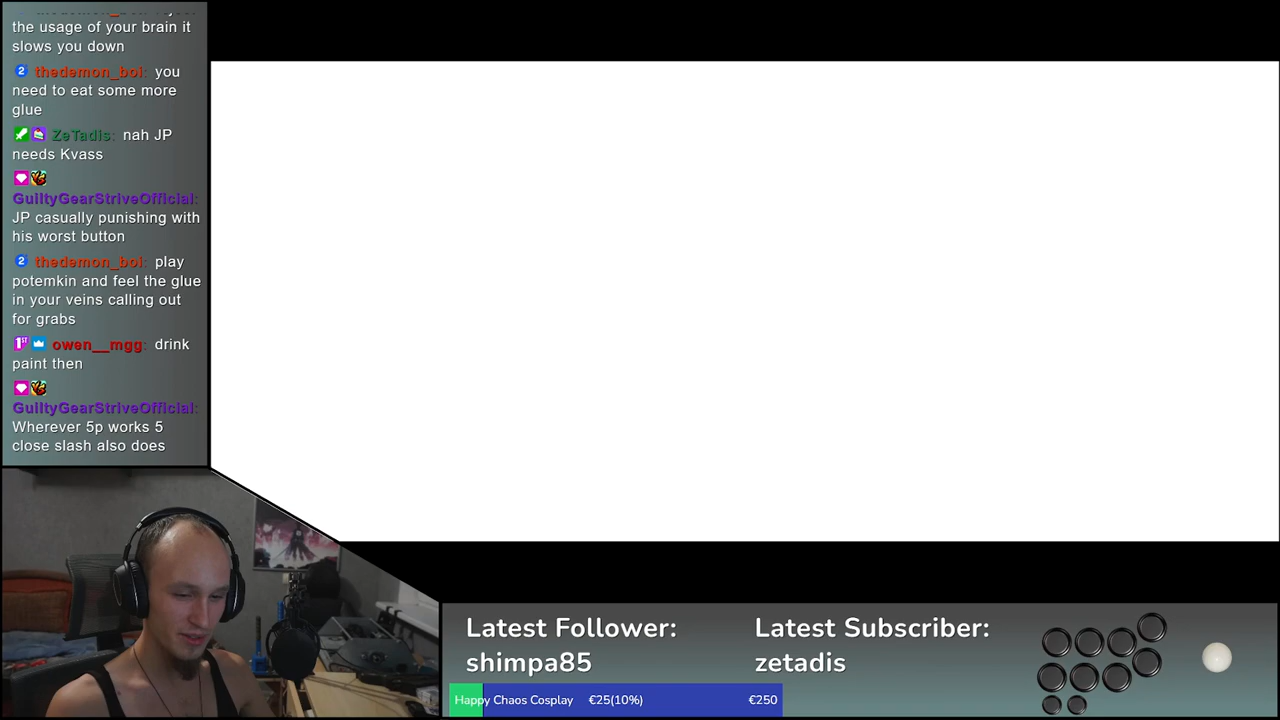 the usage of your brain it
slows you down
2 thedemon_boi: you
need to eat some more
glue
ZeTadis: nah JP
needs Kvass
GuiltyGearStriveOfficial:
JP casually punishing with
his worst button
2 thedemon_boi: play
potemkin and feel the glue
in your veins calling out
for grabs
1ST owen__mgg: drink
paint then
GuiltyGearStriveOfficial:
Wherever 5p works 5
close slash also does
Latest Follower:
shimpa85
Latest Subscriber:
zetadis
Happy Chaos Cosplay €25(10%) €250